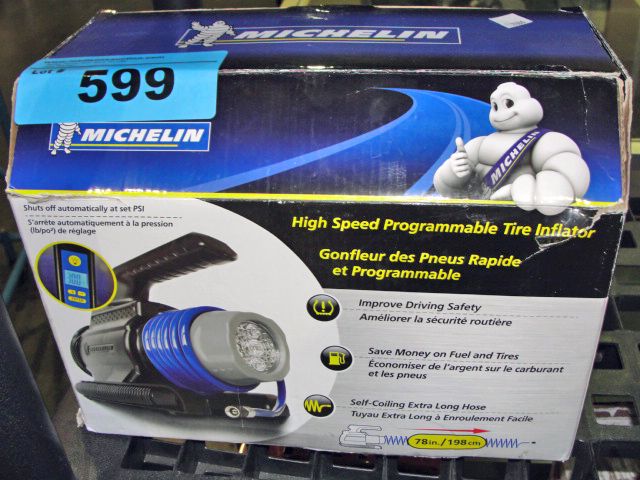 MICHELIN
Lot #
599
MICHELIN
MICHELIN
Shuts off automatically at set PSI
S'arrête automatiquement à la pression
(lb/po²) de réglage
High Speed Programmable Tire Inflator
Gonfleur des Pneus Rapide
et Programmable
Improve Driving Safety
Améliorer la sécurité routière
Save Money on Fuel and Tires
Économiser de l'argent sur le carburant
et les pneus
Self-Coiling Extra Long Hose
Tuyau Extra Long à Enroulement Facile
78in./198cm